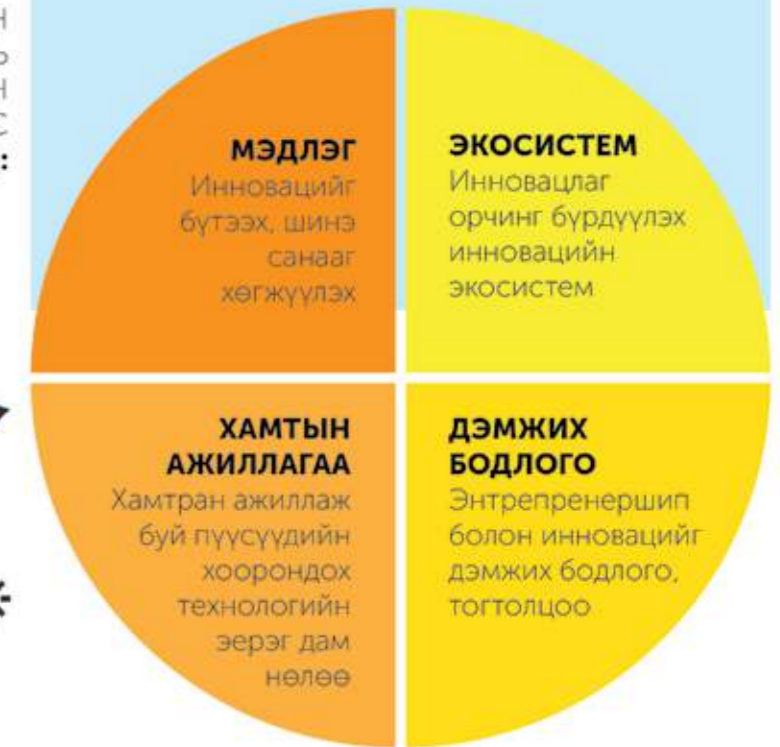 МЭДЛЭГ
Инновацийг
бүтээх, шинэ
санааг
хөгжүүлэх
ЭКОСИСТЕМ
Инновацлаг
орчинг бүрдүүлэх
инновацийн
экосистем
ХАМТЫН
АЖИЛЛАГАА
Хамтран ажиллаж
буй пүүсүүдийн
хоорондох
технологийн
эерэг дам
нөлөө
ДЭМЖИХ
БОДЛОГО
Энтрепренершип
болон инновацийг
дэмжих бодлого,
тогтолцоо